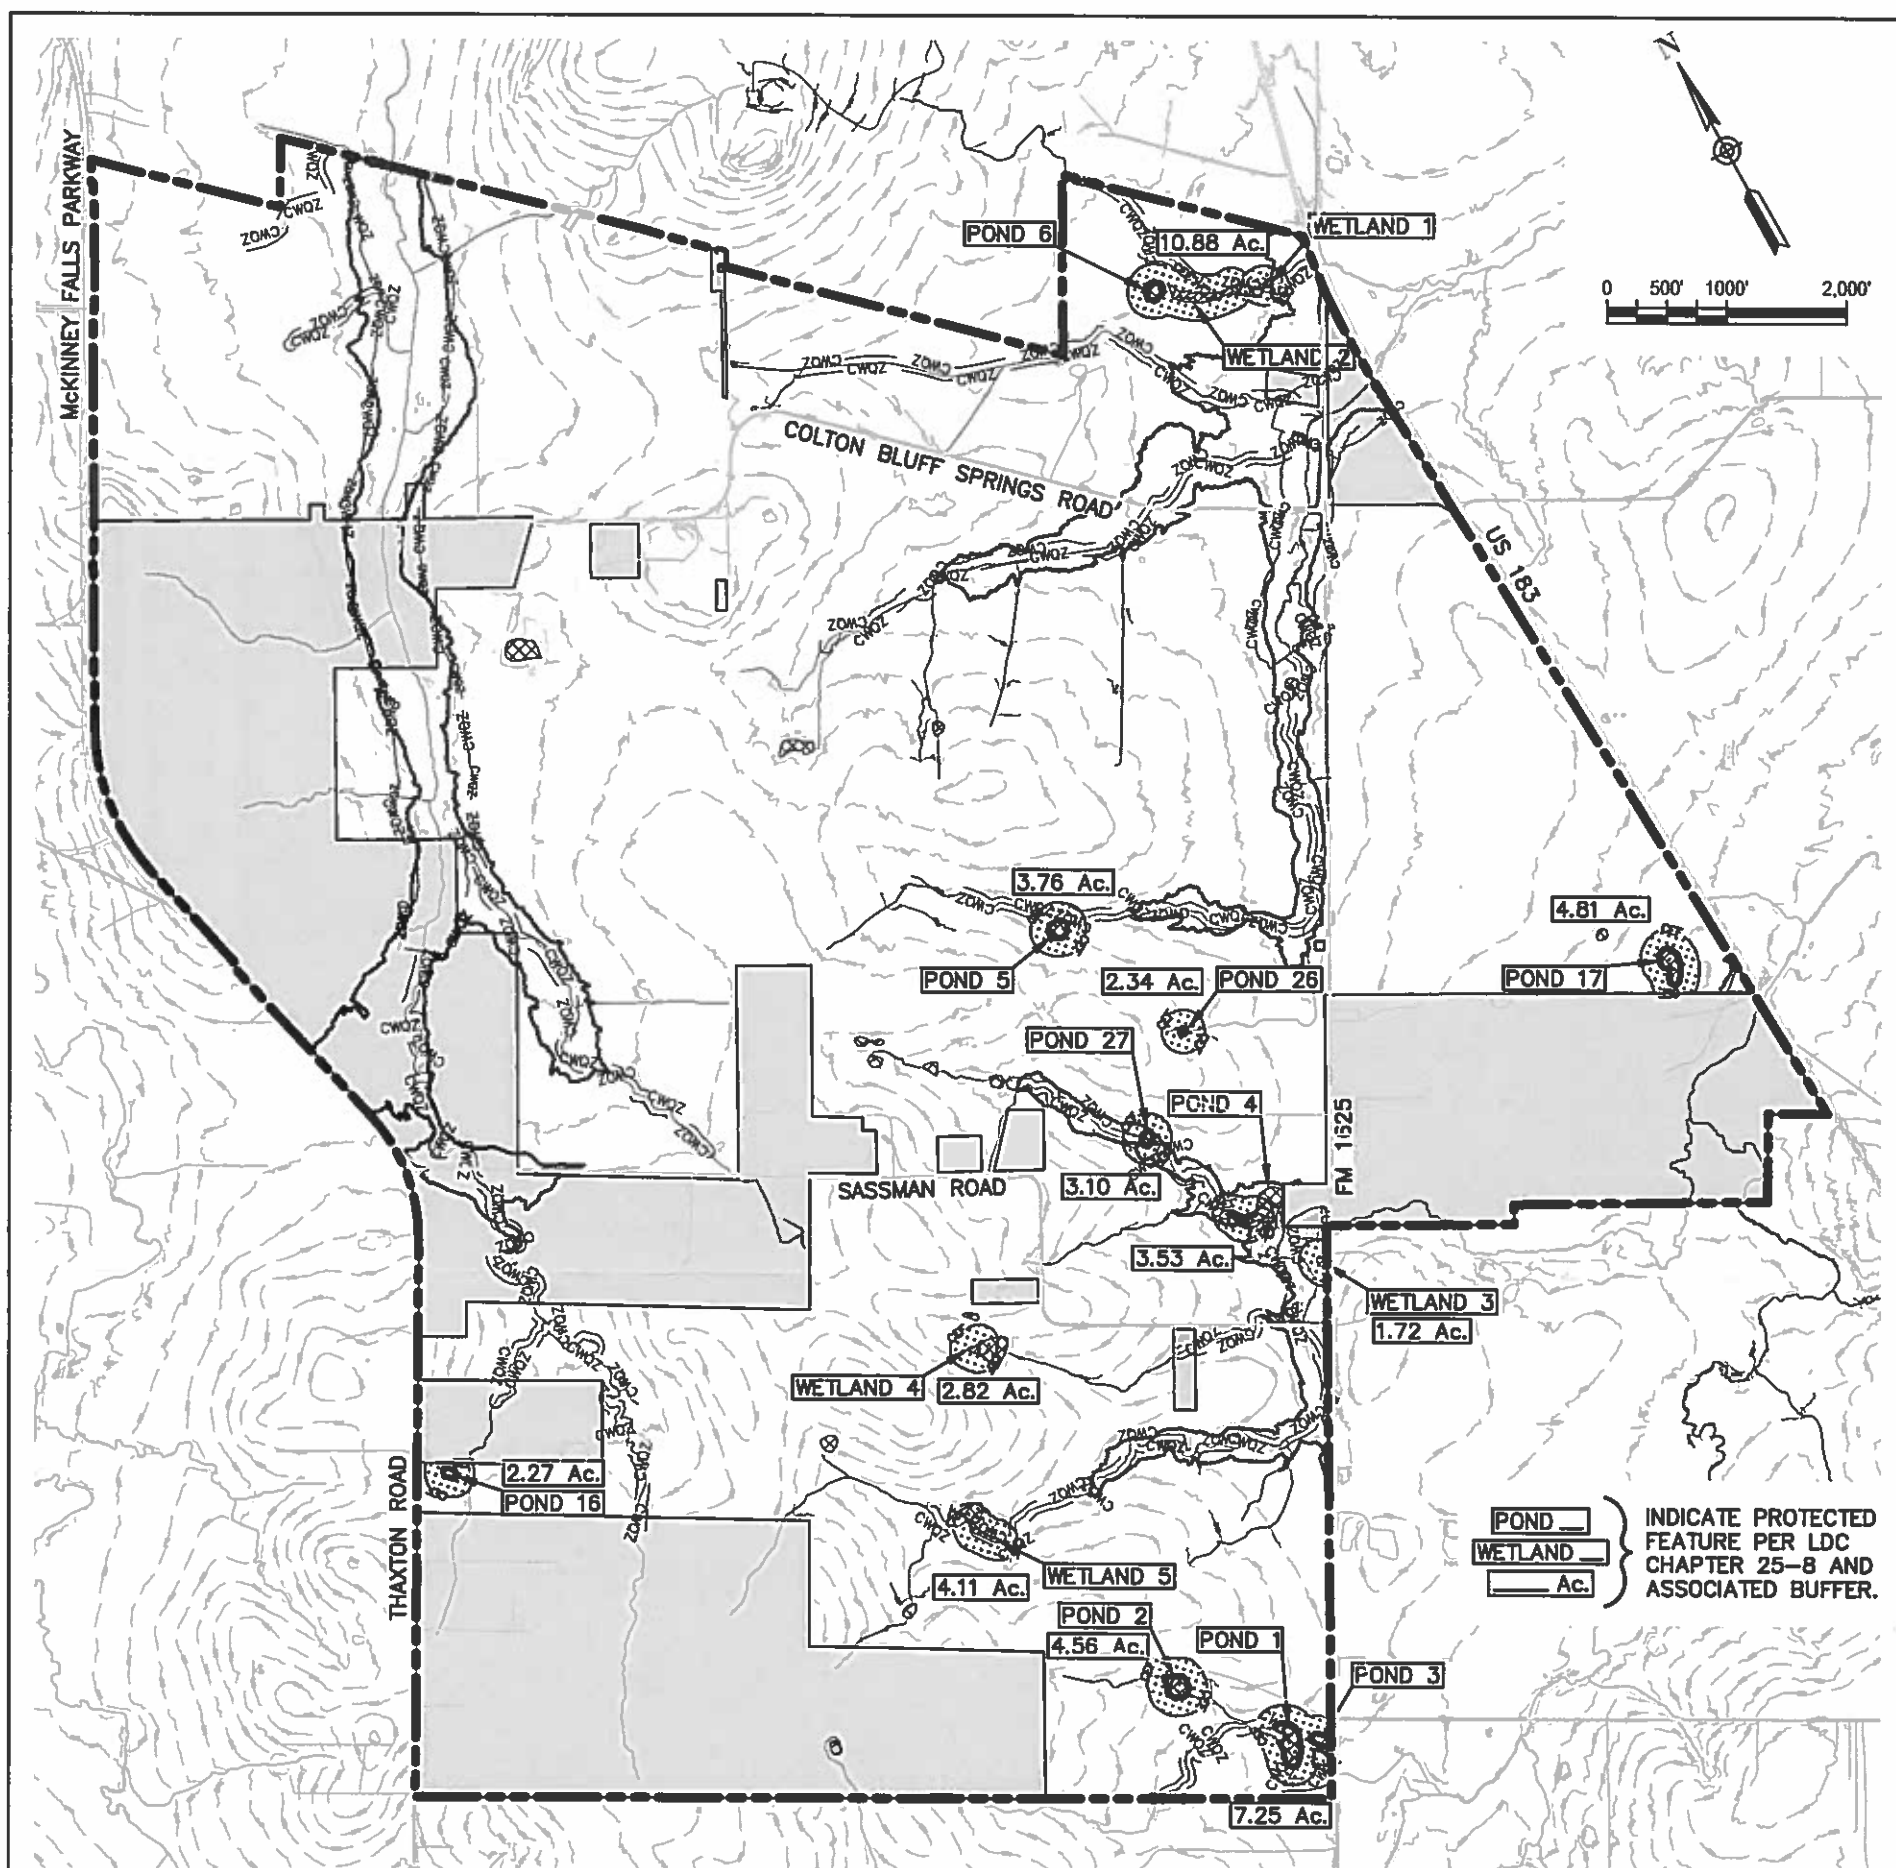 N
0 500' 1000' 2,000'
McKINNEY FALLS PARKWAY
CWQZ
CWQZ
CWQZ
POND 6
10.88 Ac.
WETLAND 1
WETLAND 2
COLTON BLUFF SPRINGS ROAD
US 183
3.76 Ac.
POND 5
2.34 Ac.
POND 26
4.81 Ac.
POND 17
POND 27
POND 4
3.10 Ac.
FM 1625
SASSMAN ROAD
3.53 Ac.
WETLAND 3
1.72 Ac.
WETLAND 4
2.82 Ac.
THAXTON ROAD
2.27 Ac.
POND 16
4.11 Ac.
WETLAND 5
POND 2
4.56 Ac.
POND 1
POND 3
7.25 Ac.
POND __
WETLAND __
____ Ac.
INDICATE PROTECTED
FEATURE PER LDC
CHAPTER 25-8 AND
ASSOCIATED BUFFER.